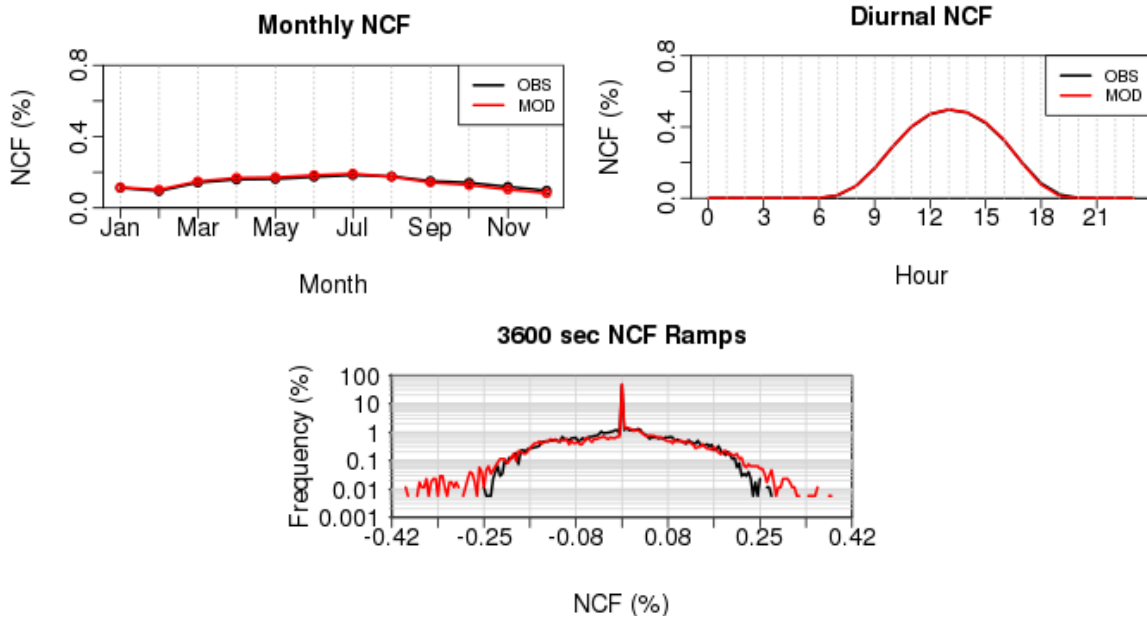 Monthly NCF
NCF (%)
0.8
0.4
0.0
OBS
MOD
Jan Mar May Jul Sep Nov
Month
Diurnal NCF
NCF (%)
0.8
0.4
0.0
OBS
MOD
0 3 6 9 12 15 18 21
Hour
3600 sec NCF Ramps
Frequency (%)
100
10
1
0.1
0.01
0.001
-0.42 -0.25 -0.08 0.08 0.25 0.42
NCF (%)